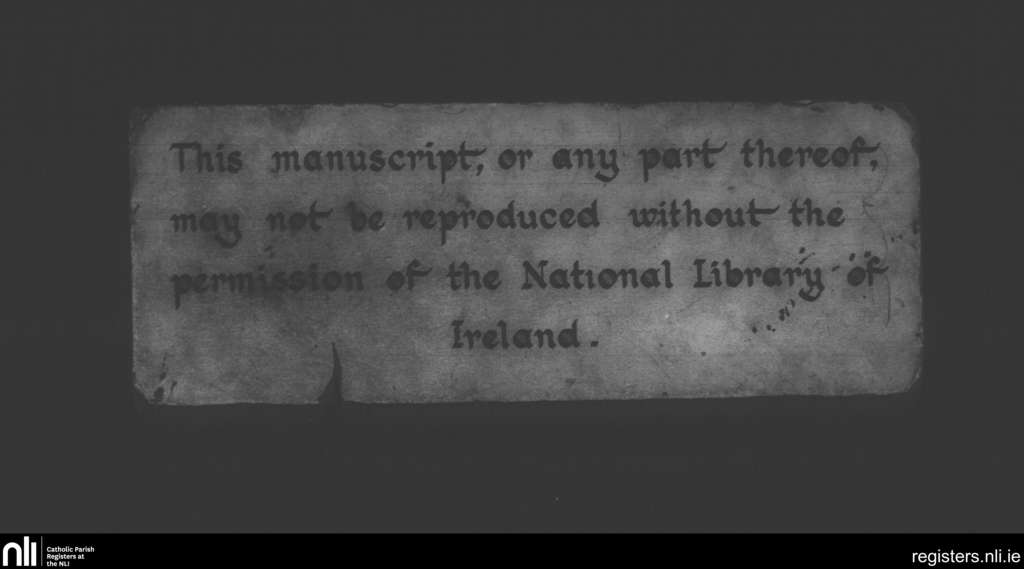 This manuscript, or any part thereof,
may not be reproduced without the
permission of the National Library of
Ireland.
nli
Catholic Parish
Registers at
the NLI
registers.nli.ie